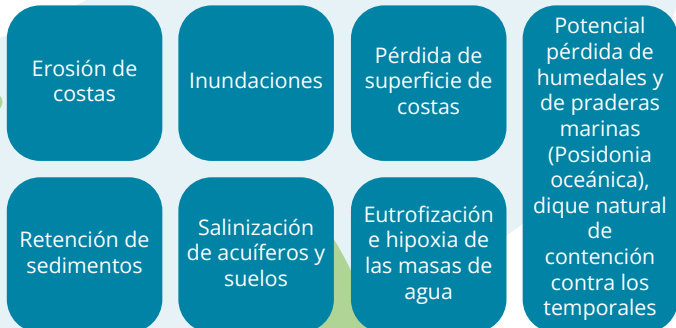 Erosión de
costas
Inundaciones
Pérdida de
superficie de
costas
Potencial
pérdida de
humedales y
de praderas
marinas
(Posidonia
oceánica),
dique natural
de
contención
contra los
temporales
Retención de
sedimentos
Salinización
de acuíferos y
suelos
Eutrofización
e hipoxia de
las masas de
agua